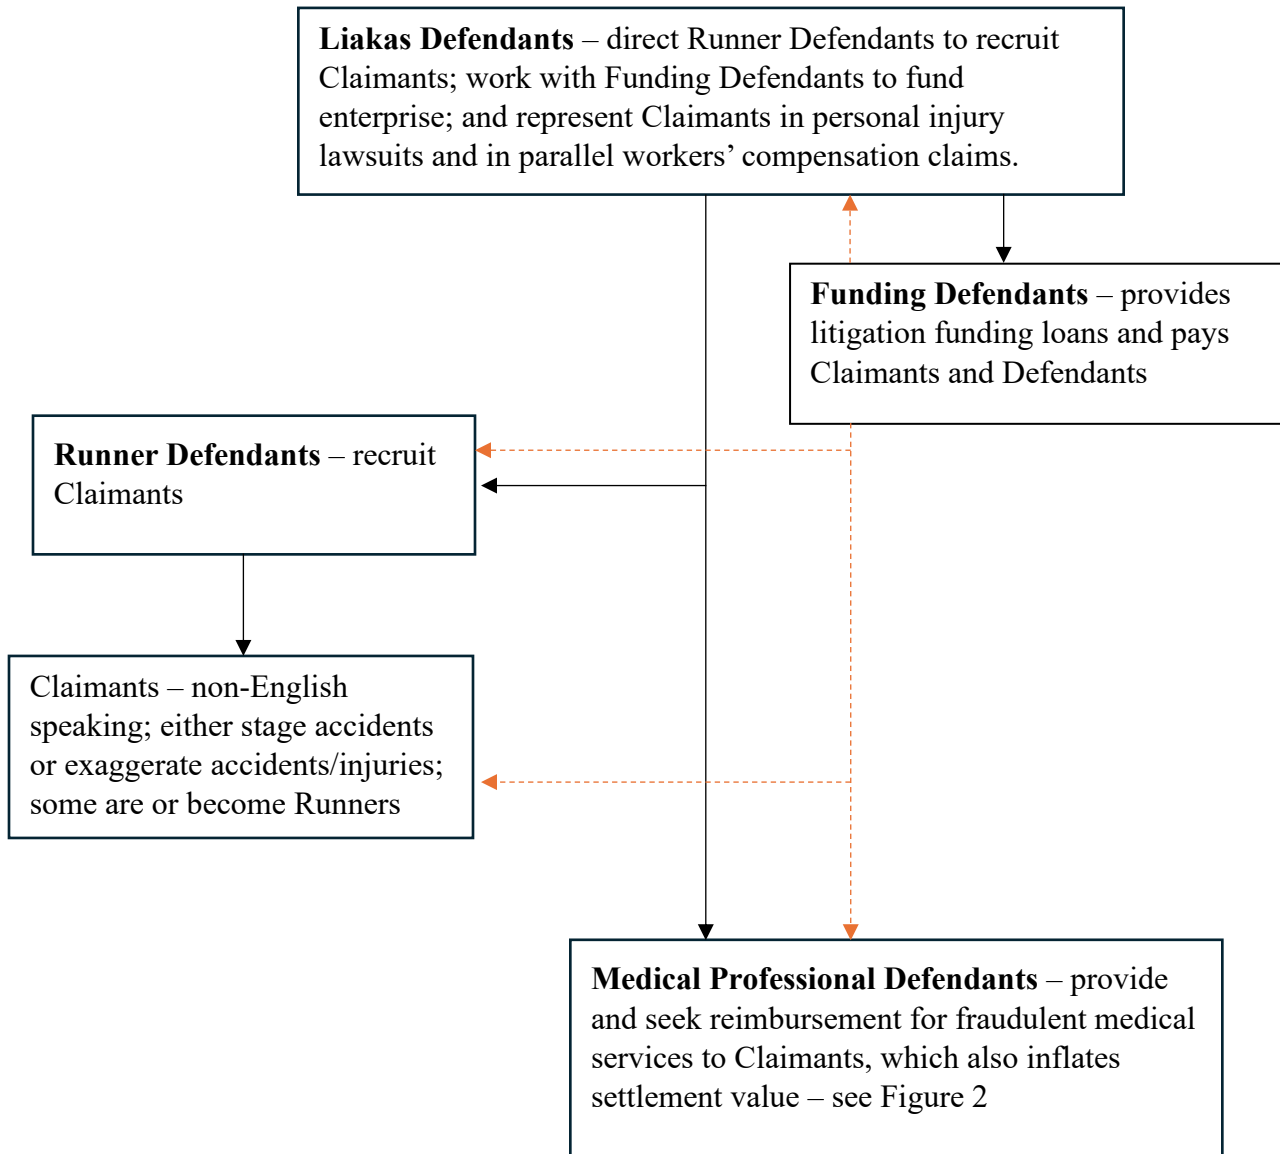 Liakas Defendants – direct Runner Defendants to recruit
Claimants; work with Funding Defendants to fund
enterprise; and represent Claimants in personal injury
lawsuits and in parallel workers’ compensation claims.
Funding Defendants – provides
litigation funding loans and pays
Claimants and Defendants
Runner Defendants – recruit
Claimants
Claimants – non-English
speaking; either stage accidents
or exaggerate accidents/injuries;
some are or become Runners
Medical Professional Defendants – provide
and seek reimbursement for fraudulent medical
services to Claimants, which also inflates
settlement value – see Figure 2